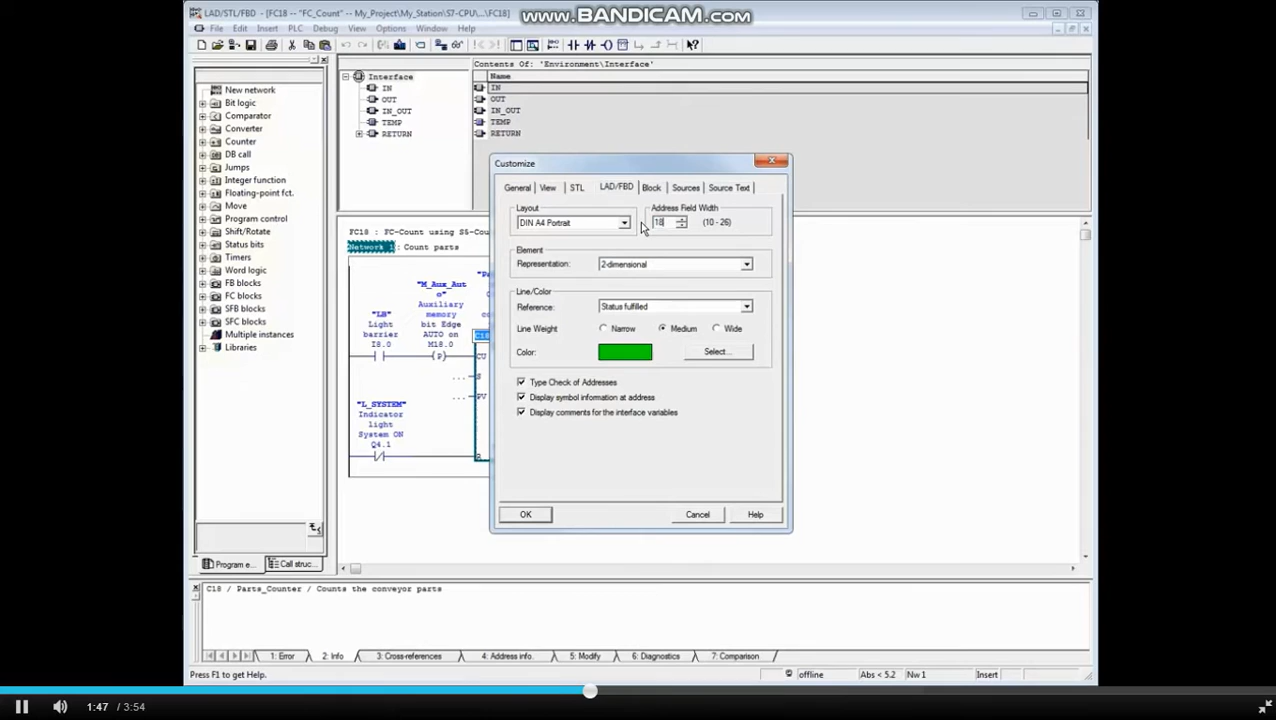 LAD/STL/FBD - [FC18 -- "FC_Count" -- My_Project\My_Station\S7-CPU\...\FC18]
www.BANDICAM.com
File Edit Insert PLC Debug View Options Window Help
Interface
IN
OUT
IN_OUT
TEMP
RETURN
Contents Of: 'Environment\Interface'
Name
IN
OUT
IN_OUT
TEMP
RETURN
New network
Bit logic
Comparator
Converter
Counter
DB call
Jumps
Integer function
Floating-point fct.
Move
Program control
Shift/Rotate
Status bits
Timers
Word logic
FB blocks
FC blocks
SFB blocks
SFC blocks
Multiple instances
Libraries
Program e...
Call struc...
FC18 : FC-Count using S5-Coun
Network 1: Count parts
"M_Aux_Aut
o"
Auxiliary
memory
bit Edge
AUTO on
M18.0
(P)
"LB"
Light
barrier
I8.0
CU
... S
... PV
"L_SYSTEM"
Indicator
light
System ON
Q4.1
R
Customize
General View STL LAD/FBD Block Sources Source Text
Layout
DIN A4 Portrait
Address Field Width
18 (10 - 26)
Element
Representation: 2-dimensional
Line/Color
Reference: Status fulfilled
Line Weight Narrow Medium Wide
Color: Select...
Type Check of Addresses
Display symbol information at address
Display comments for the interface variables
OK Cancel Help
C18 / Parts_Counter / Counts the conveyor parts
1: Error 2: Info 3: Cross-references 4: Address info. 5: Modify 6: Diagnostics 7: Comparison
Press F1 to get Help.
offline Abs < 5.2 Nw 1 Insert
1:47 / 3:54